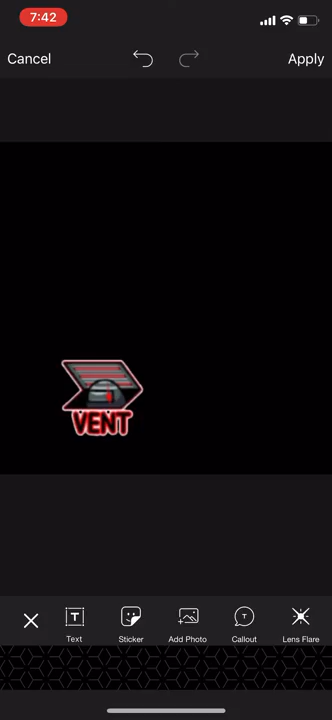 7:42
Cancel
Apply
VENT
Text
Sticker
Add Photo
Callout
Lens Flare